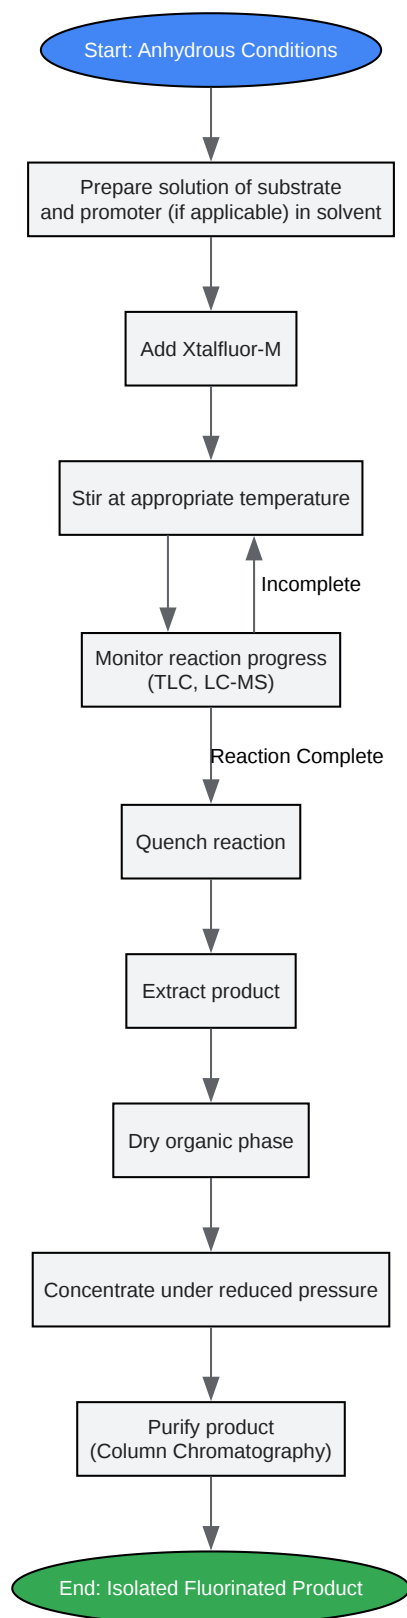 Start: Anhydrous Conditions
Prepare solution of substrate
and promoter (if applicable) in solvent
Add Xtalfluor-M
Stir at appropriate temperature
Incomplete
Monitor reaction progress
(TLC, LC-MS)
Reaction Complete
Quench reaction
Extract product
Dry organic phase
Concentrate under reduced pressure
Purify product
(Column Chromatography)
End: Isolated Fluorinated Product